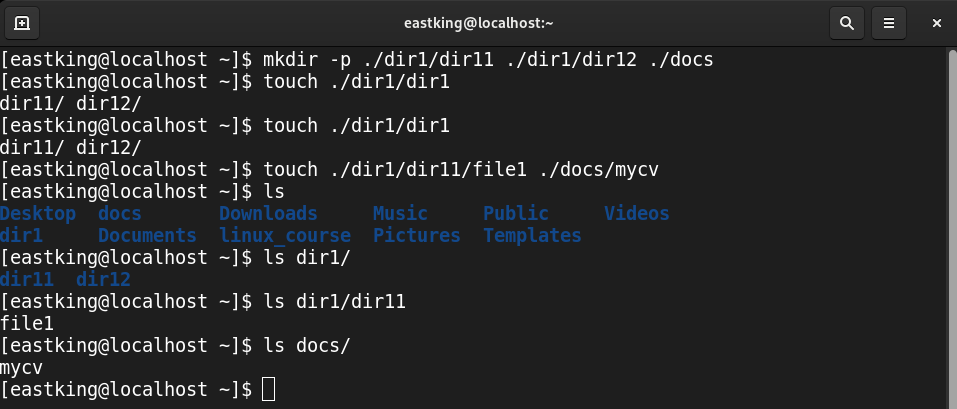 eastking@localhost:~
[eastking@localhost ~]$ mkdir -p ./dir1/dir11 ./dir1/dir12 ./docs
[eastking@localhost ~]$ touch ./dir1/dir1
dir11/ dir12/
[eastking@localhost ~]$ touch ./dir1/dir1
dir11/ dir12/
[eastking@localhost ~]$ touch ./dir1/dir11/file1 ./docs/mycv
[eastking@localhost ~]$ ls
Desktop  docs       Downloads     Music     Public     Videos
dir1     Documents  linux_course  Pictures  Templates
[eastking@localhost ~]$ ls dir1/
dir11  dir12
[eastking@localhost ~]$ ls dir1/dir11
file1
[eastking@localhost ~]$ ls docs/
mycv
[eastking@localhost ~]$